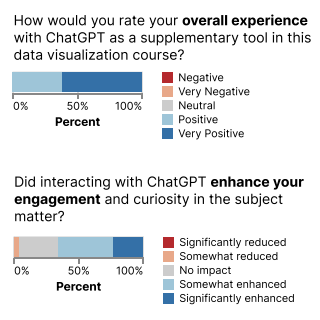 How would you rate your overall experience
with ChatGPT as a supplementary tool in this
data visualization course?
Negative
Very Negative
Neutral
Positive
Very Positive
0% 50% 100%
Percent
Did interacting with ChatGPT enhance your
engagement and curiosity in the subject
matter?
Significantly reduced
Somewhat reduced
No impact
Somewhat enhanced
Significantly enhanced
0% 50% 100%
Percent